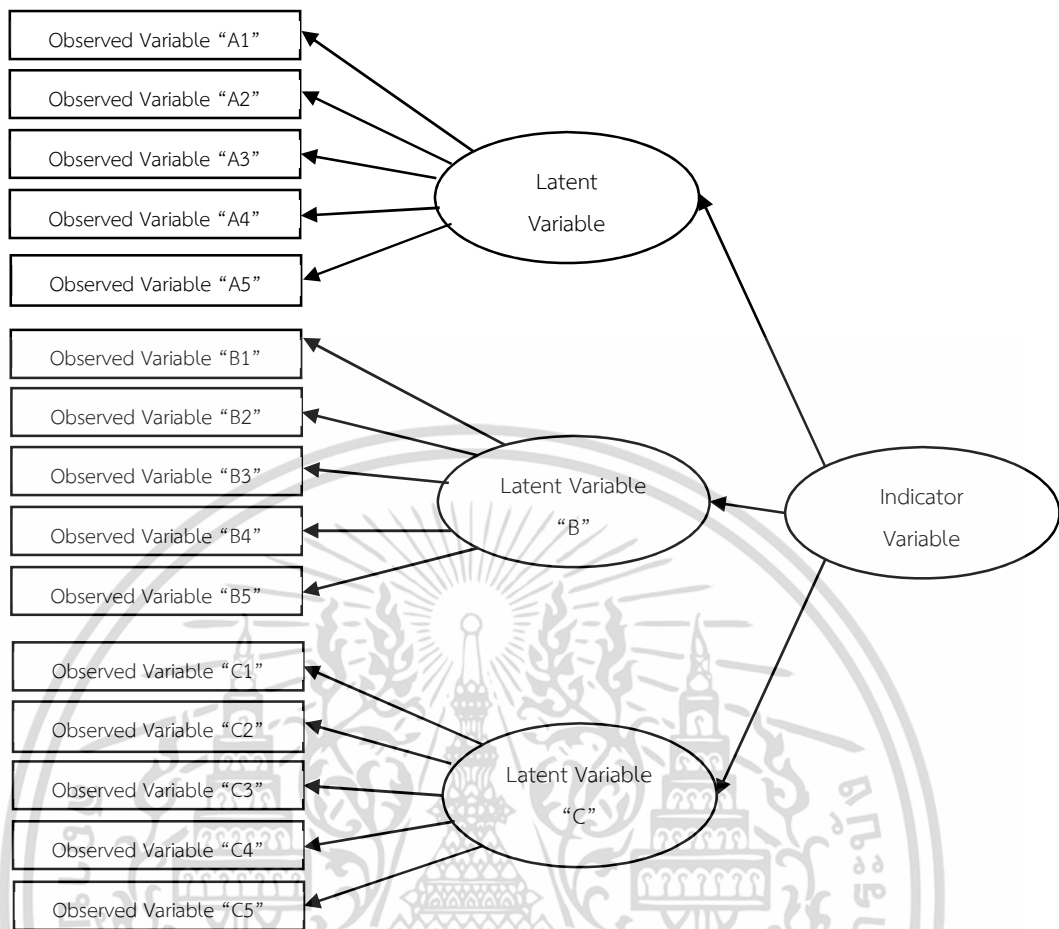 Observed Variable “A1”
Observed Variable “A2”
Observed Variable “A3”
Observed Variable “A4”
Observed Variable “A5”
Latent
Variable
Observed Variable “B1”
Observed Variable “B2”
Observed Variable “B3”
Observed Variable “B4”
Observed Variable “B5”
Latent Variable
“B”
Indicator
Variable
Observed Variable “C1”
Observed Variable “C2”
Observed Variable “C3”
Observed Variable “C4”
Observed Variable “C5”
Latent Variable
“C”